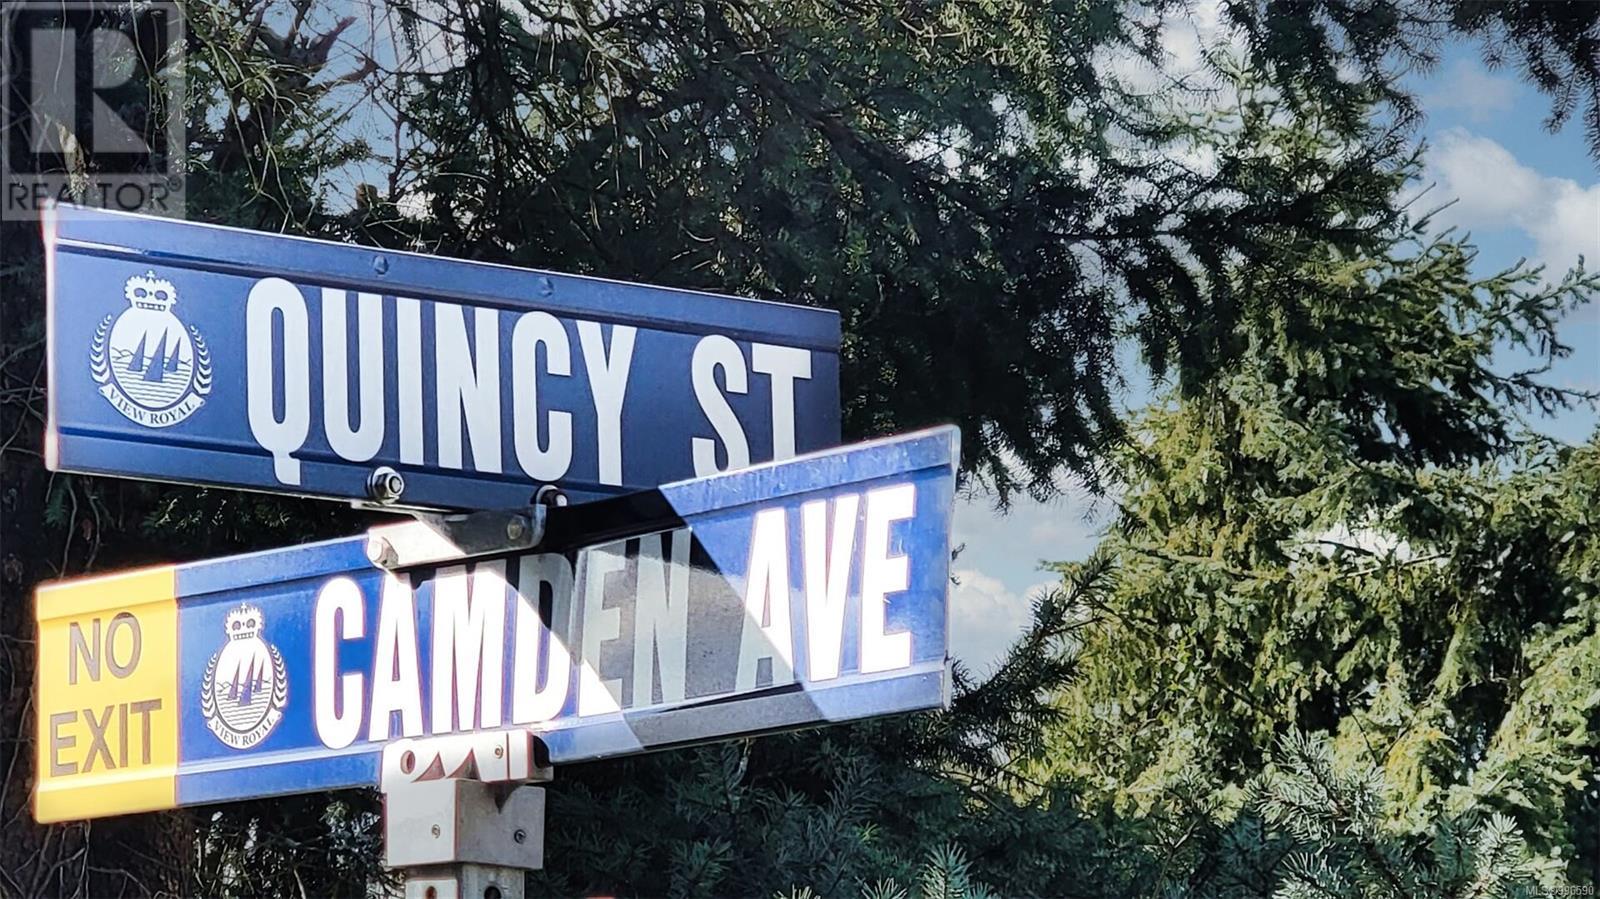 REALTOR®
VIEW ROYAL
QUINCY ST
NO
EXIT
VIEW ROYAL
CAMDEN AVE